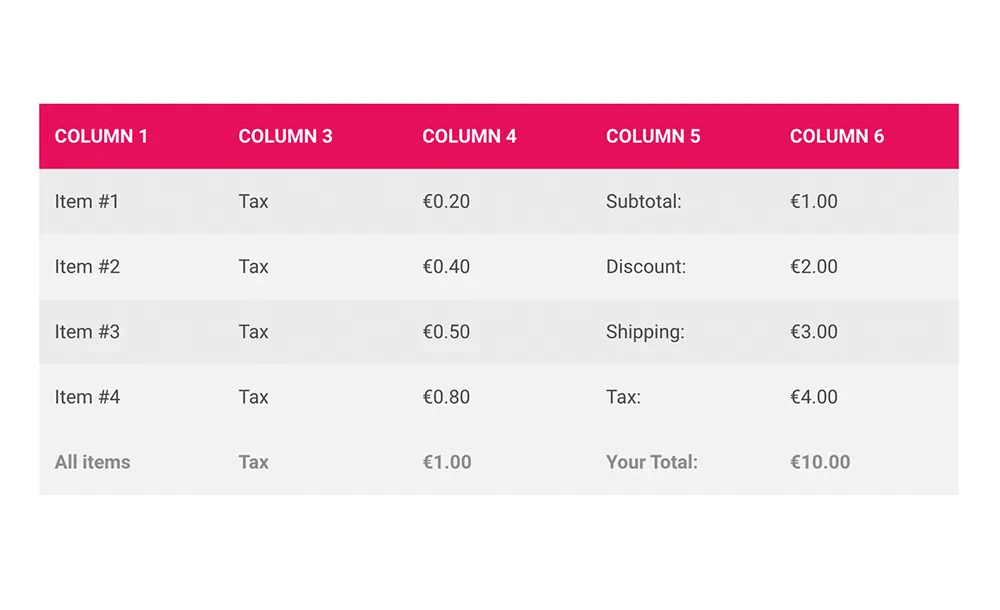 COLUMN 1 COLUMN 3 COLUMN 4 COLUMN 5 COLUMN 6
Item #1 Tax €0.20 Subtotal: €1.00
Item #2 Tax €0.40 Discount: €2.00
Item #3 Tax €0.50 Shipping: €3.00
Item #4 Tax €0.80 Tax: €4.00
All items Tax €1.00 Your Total: €10.00